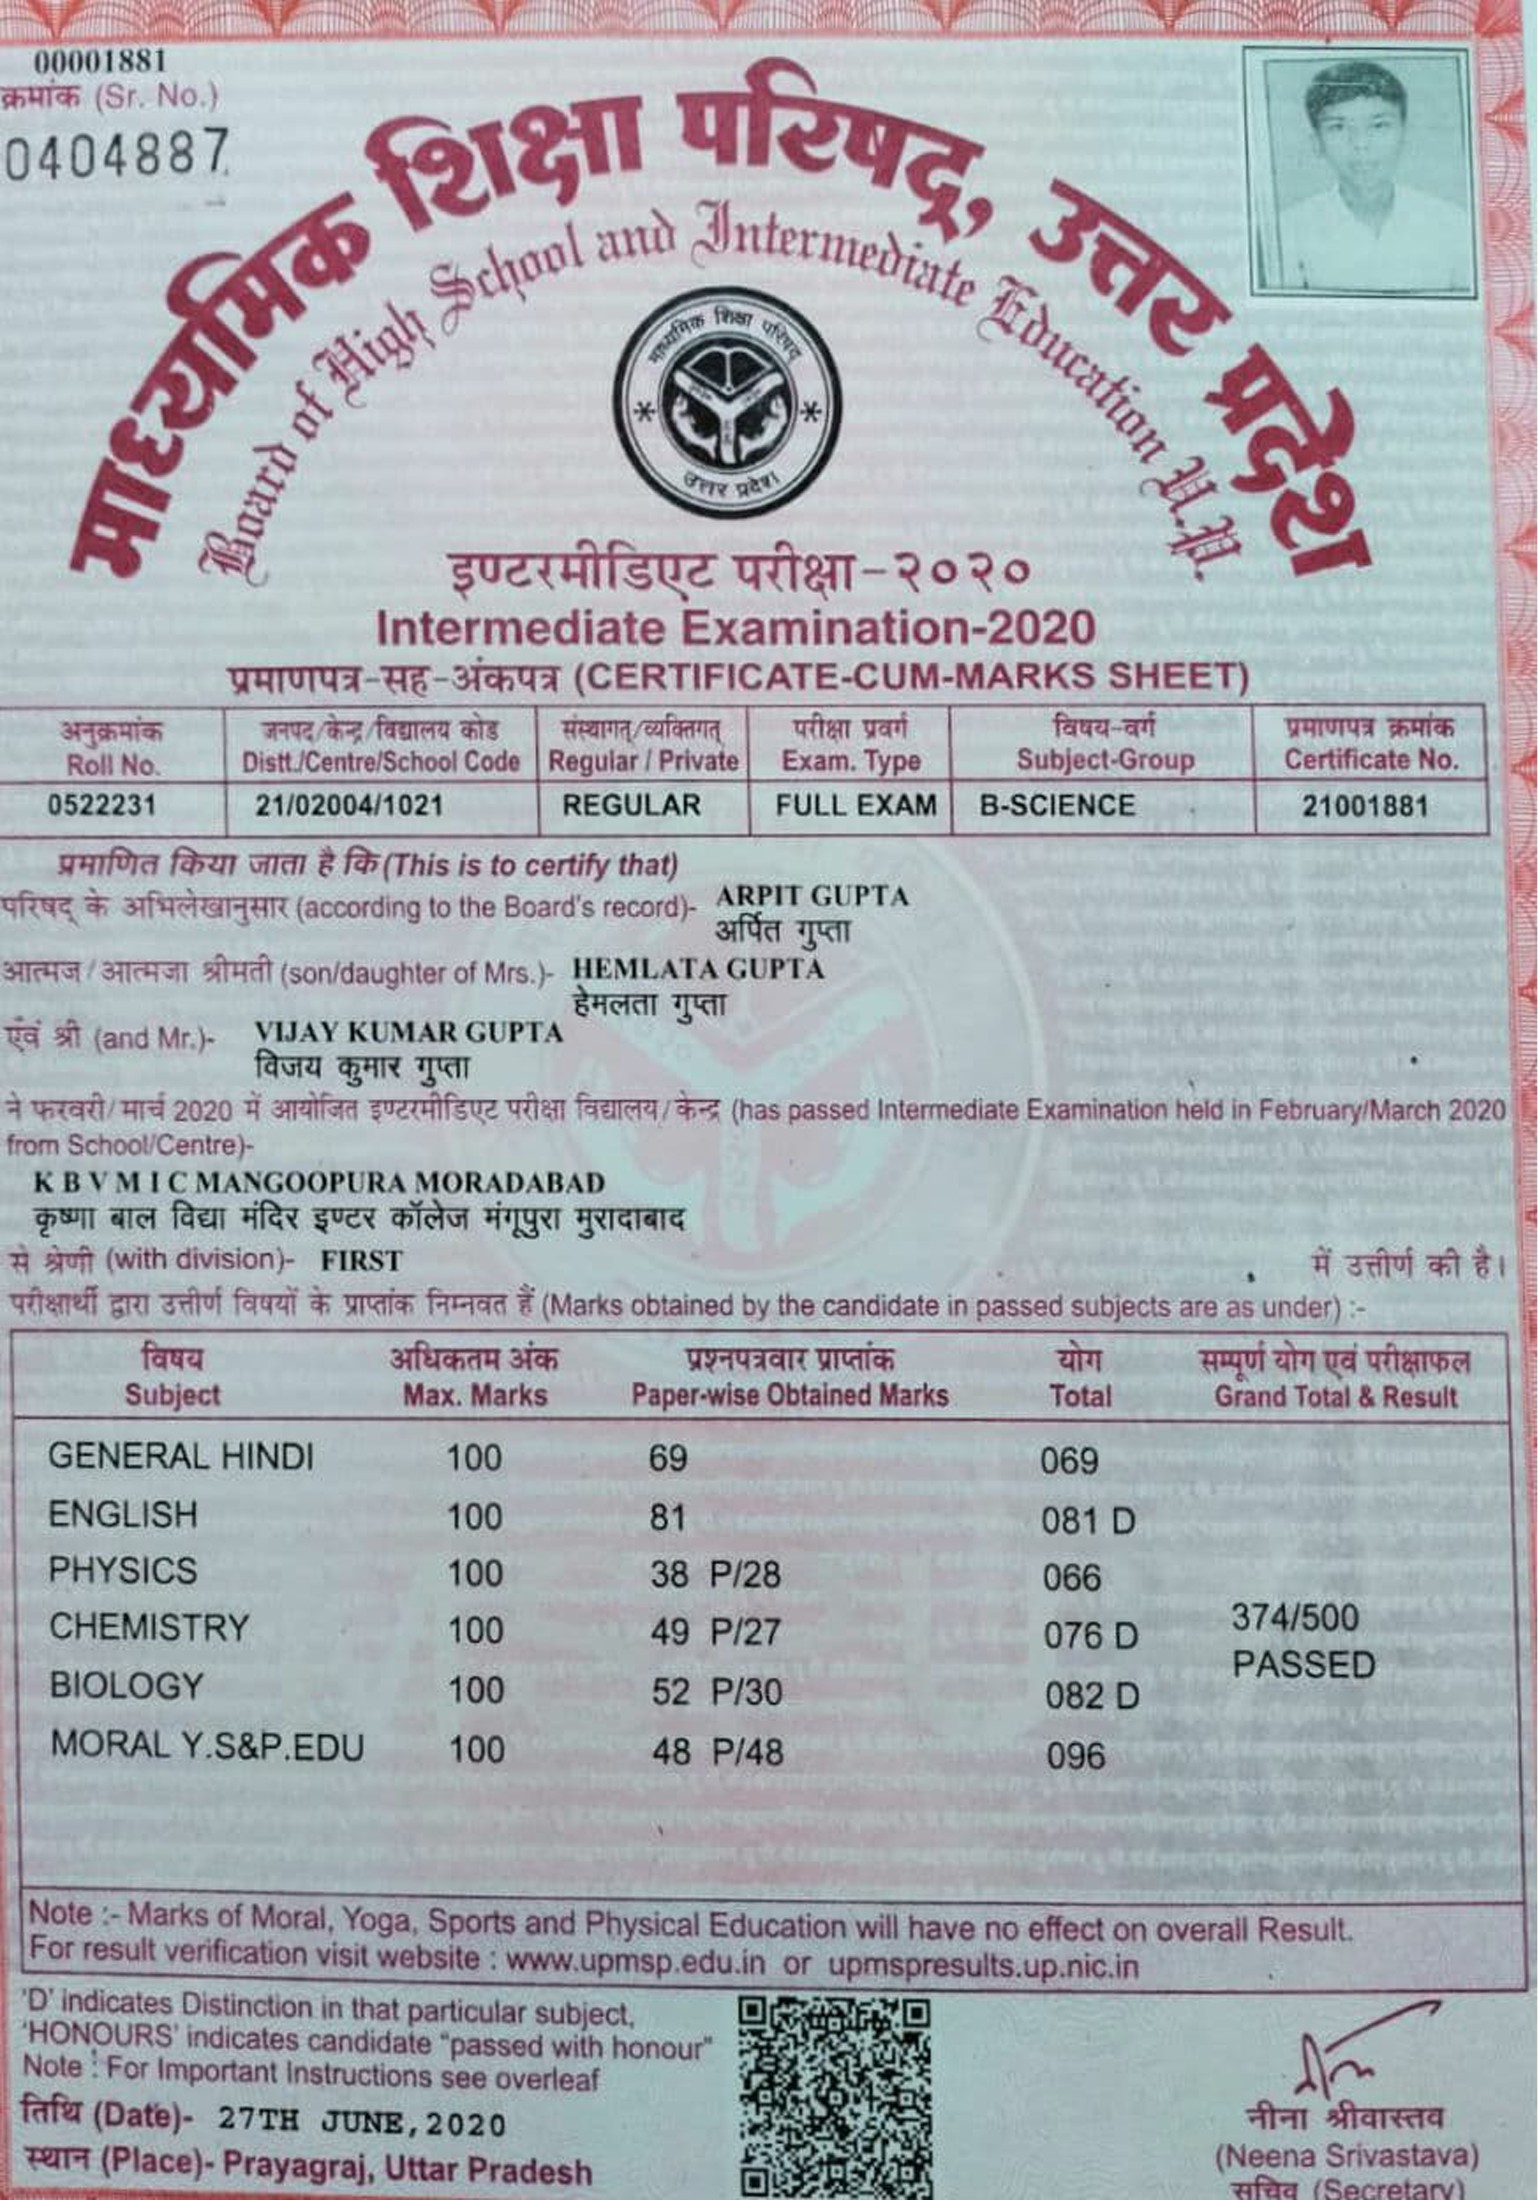 00001881
क्रमांक (Sr. No.)
0404887
माध्यमिक शिक्षा परिषद्, उत्तर प्रदेश
Board of High School and Intermediate Education U.P.
माध्यमिक शिक्षा परिषद
उत्तर प्रदेश
इण्टरमीडिएट परीक्षा-२०२०
Intermediate Examination-2020
प्रमाणपत्र-सह-अंकपत्र (CERTIFICATE-CUM-MARKS SHEET)
अनुक्रमांक जनपद/केन्द्र/विद्यालय कोड संस्थागत्/व्यक्तिगत् परीक्षा प्रवर्ग विषय-वर्ग प्रमाणपत्र क्रमांक
Roll No. Distt./Centre/School Code Regular / Private Exam. Type Subject-Group Certificate No.
0522231 21/02004/1021 REGULAR FULL EXAM B-SCIENCE 21001881
प्रमाणित किया जाता है कि (This is to certify that)
परिषद् के अभिलेखानुसार (according to the Board's record)- ARPIT GUPTA
अर्पित गुप्ता
आत्मज / आत्मजा श्रीमती (son/daughter of Mrs.)- HEMLATA GUPTA
हेमलता गुप्ता
एंवं श्री (and Mr.)- VIJAY KUMAR GUPTA
विजय कुमार गुप्ता
ने फरवरी/मार्च 2020 में आयोजित इण्टरमीडिएट परीक्षा विद्यालय/केन्द्र (has passed Intermediate Examination held in February/March 2020
from School/Centre)-
K B V M I C MANGOOPURA MORADABAD
कृष्णा बाल विद्या मंदिर इण्टर कॉलेज मंगूपुरा मुरादाबाद
से श्रेणी (with division)- FIRST में उत्तीर्ण की है।
परीक्षार्थी द्वारा उत्तीर्ण विषयों के प्राप्तांक निम्नवत हैं (Marks obtained by the candidate in passed subjects are as under) :-
विषय अधिकतम अंक प्रश्नपत्रवार प्राप्तांक योग सम्पूर्ण योग एवं परीक्षाफल
Subject Max. Marks Paper-wise Obtained Marks Total Grand Total & Result
GENERAL HINDI 100 69 069
ENGLISH 100 81 081 D
PHYSICS 100 38 P/28 066
CHEMISTRY 100 49 P/27 076 D 374/500
PASSED
BIOLOGY 100 52 P/30 082 D
MORAL Y.S&P.EDU 100 48 P/48 096
Note :- Marks of Moral, Yoga, Sports and Physical Education will have no effect on overall Result.
For result verification visit website : www.upmsp.edu.in or upmspresults.up.nic.in
'D' indicates Distinction in that particular subject,
'HONOURS' indicates candidate "passed with honour"
Note : For Important Instructions see overleaf
तिथि (Date)- 27TH JUNE,2020
स्थान (Place)- Prayagraj, Uttar Pradesh
नीना श्रीवास्तव
(Neena Srivastava)
सचिव (Secretary)